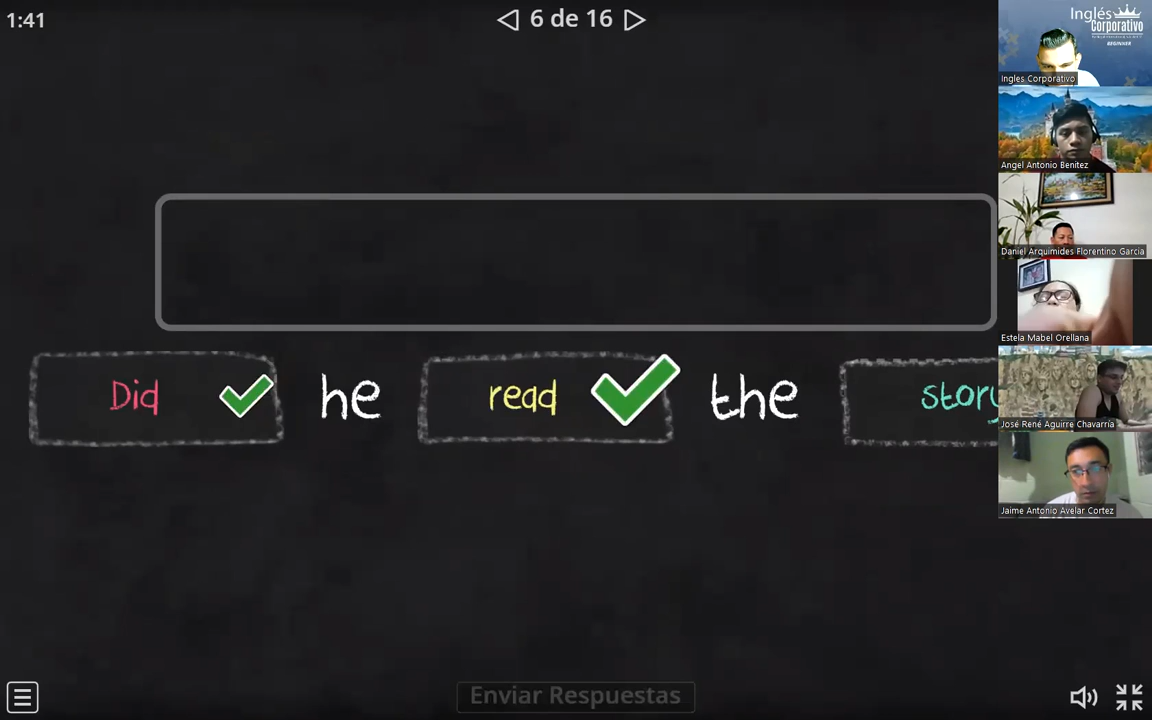 1:41
6 de 16
Inglés
Corporativo
BEGINNER
Ingles Corporativo
Angel Antonio Benitez
Daniel Arquimides Florentino Garcia
Estela Mabel Orellana
José René Aguirre Chavarría
Jaime Antonio Avelar Cortez
Did he read the story
Enviar Respuestas